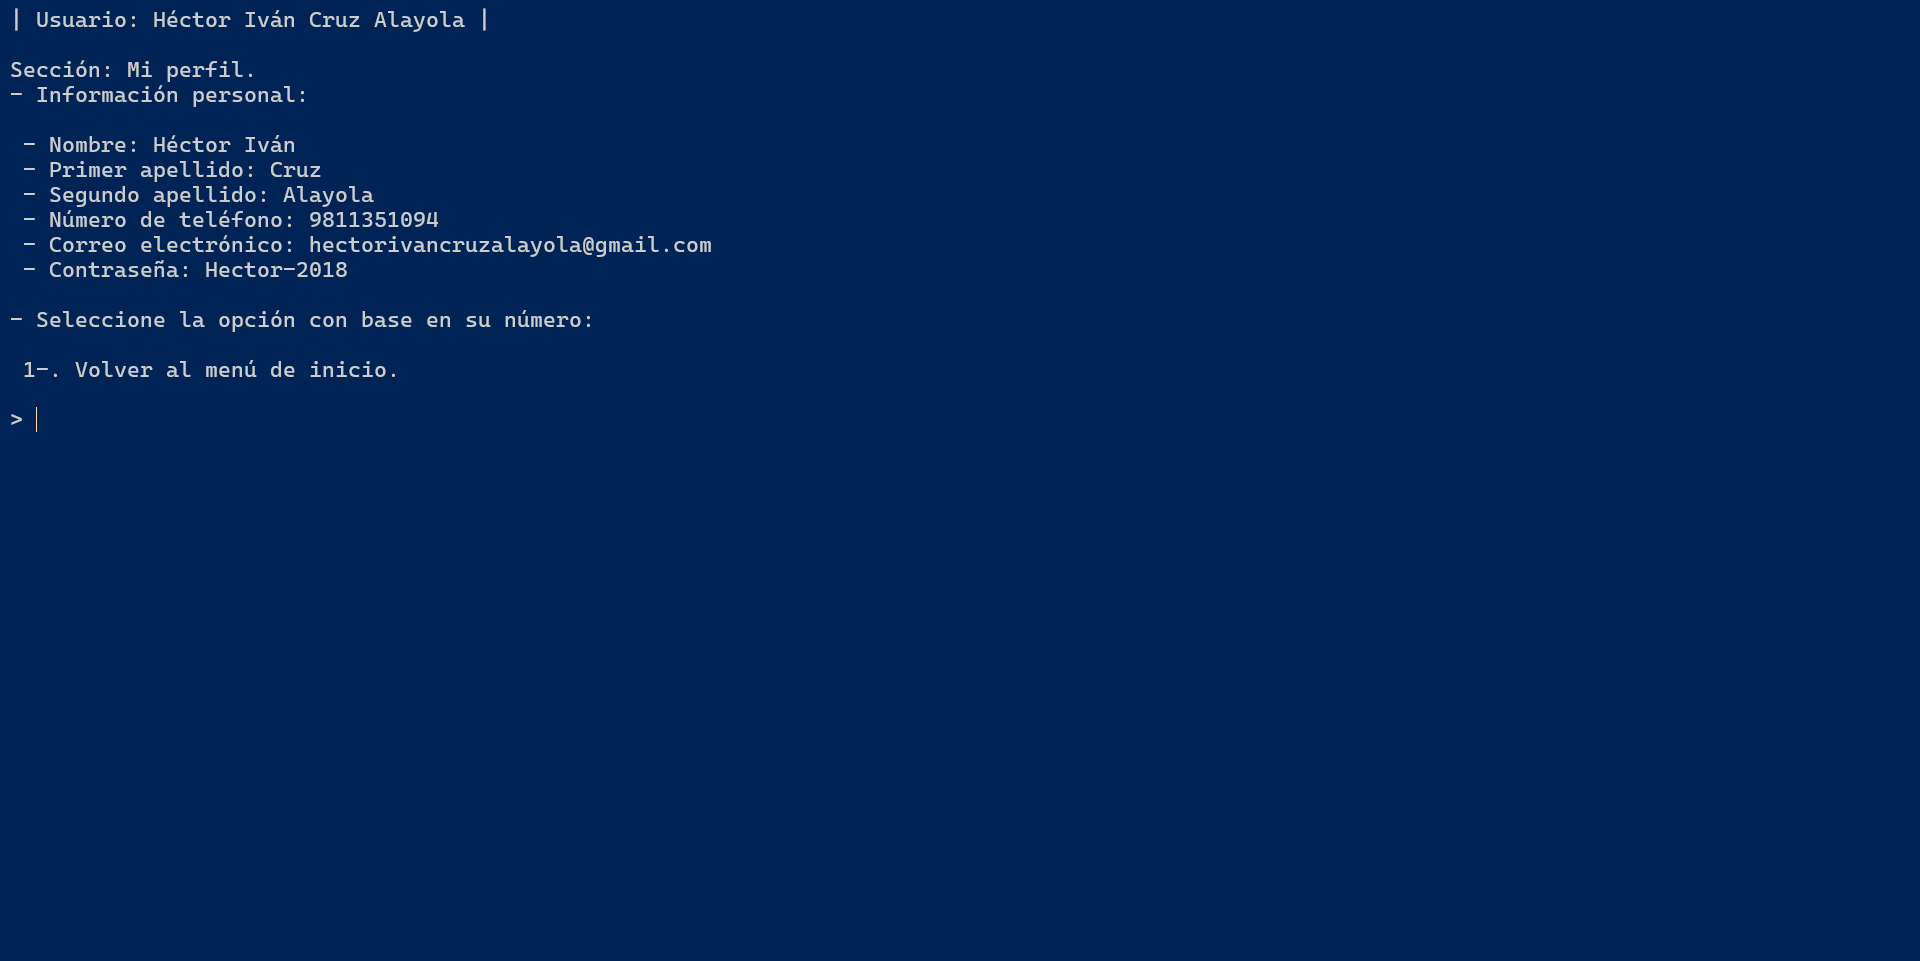 | Usuario: Héctor Iván Cruz Alayola |
Sección: Mi perfil.
- Información personal:
- Nombre: Héctor Iván
- Primer apellido: Cruz
- Segundo apellido: Alayola
- Número de teléfono: 9811351094
- Correo electrónico: hectorivancruzalayola@gmail.com
- Contraseña: Hector-2018
- Seleccione la opción con base en su número:
1-. Volver al menú de inicio.
>